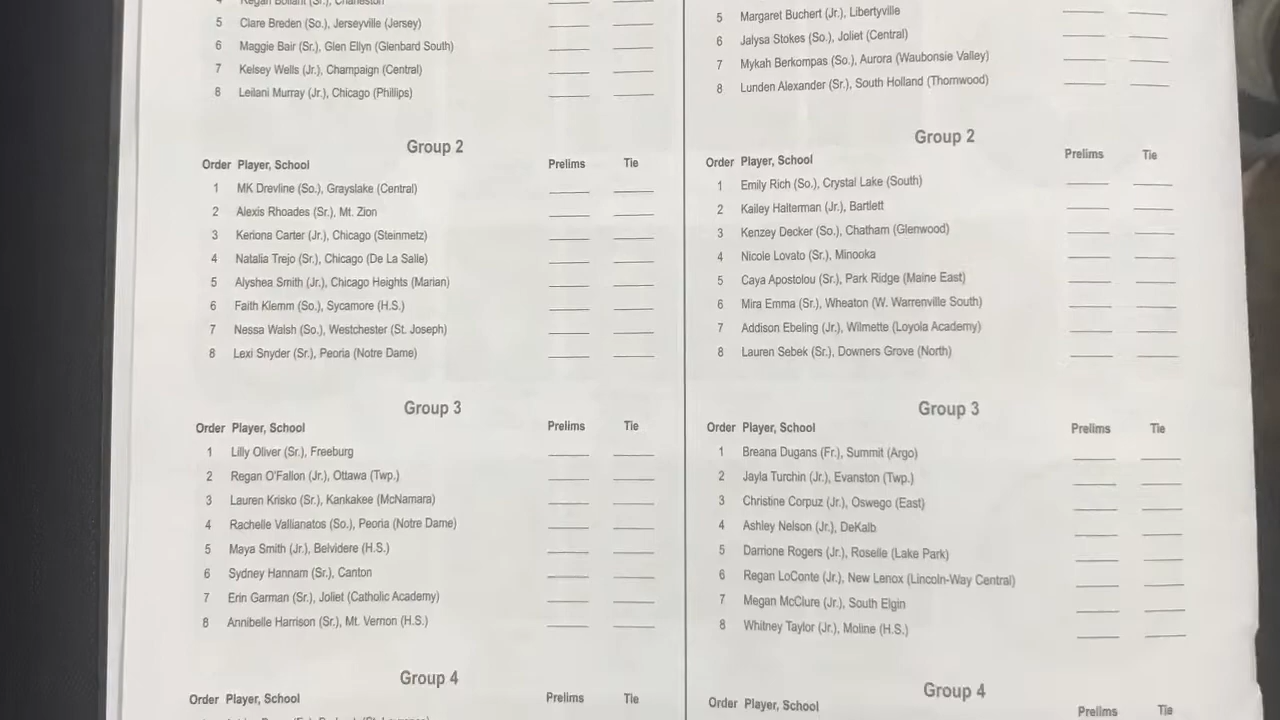 Regan Bollant (Sr.), Charleston
5 Clare Breden (So.), Jerseyville (Jersey)
6 Maggie Bair (Sr.), Glen Ellyn (Glenbard South)
7 Kelsey Wells (Jr.), Champaign (Central)
8 Leilani Murray (Jr.), Chicago (Phillips)
Group 2
Order Player, School Prelims Tie
1 MK Drevline (So.), Grayslake (Central)
2 Alexis Rhoades (Sr.), Mt. Zion
3 Keriona Carter (Jr.), Chicago (Steinmetz)
4 Natalia Trejo (Sr.), Chicago (De La Salle)
5 Alyshea Smith (Jr.), Chicago Heights (Marian)
6 Faith Klemm (So.), Sycamore (H.S.)
7 Nessa Walsh (So.), Westchester (St. Joseph)
8 Lexi Snyder (Sr.), Peoria (Notre Dame)
Group 3
Order Player, School Prelims Tie
1 Lilly Oliver (Sr.), Freeburg
2 Regan O'Fallon (Jr.), Ottawa (Twp.)
3 Lauren Krisko (Sr.), Kankakee (McNamara)
4 Rachelle Vallianatos (So.), Peoria (Notre Dame)
5 Maya Smith (Jr.), Belvidere (H.S.)
6 Sydney Hannam (Sr.), Canton
7 Erin Garman (Sr.), Joliet (Catholic Academy)
8 Annibelle Harrison (Sr.), Mt. Vernon (H.S.)
Group 4
Order Player, School Prelims Tie
5 Margaret Buchert (Jr.), Libertyville
6 Jalysa Stokes (So.), Joliet (Central)
7 Mykah Berkompas (So.), Aurora (Waubonsie Valley)
8 Lunden Alexander (Sr.), South Holland (Thornwood)
Group 2
Order Player, School Prelims Tie
1 Emily Rich (So.), Crystal Lake (South)
2 Kailey Halterman (Jr.), Bartlett
3 Kenzey Decker (So.), Chatham (Glenwood)
4 Nicole Lovato (Sr.), Minooka
5 Caya Apostolou (Sr.), Park Ridge (Maine East)
6 Mira Emma (Sr.), Wheaton (W. Warrenville South)
7 Addison Ebeling (Jr.), Wilmette (Loyola Academy)
8 Lauren Sebek (Sr.), Downers Grove (North)
Group 3
Order Player, School Prelims Tie
1 Breana Dugans (Fr.), Summit (Argo)
2 Jayla Turchin (Jr.), Evanston (Twp.)
3 Christine Corpuz (Jr.), Oswego (East)
4 Ashley Nelson (Jr.), DeKalb
5 Darrione Rogers (Jr.), Roselle (Lake Park)
6 Regan LoConte (Jr.), New Lenox (Lincoln-Way Central)
7 Megan McClure (Jr.), South Elgin
8 Whitney Taylor (Jr.), Moline (H.S.)
Group 4
Order Player, School Prelims Tie